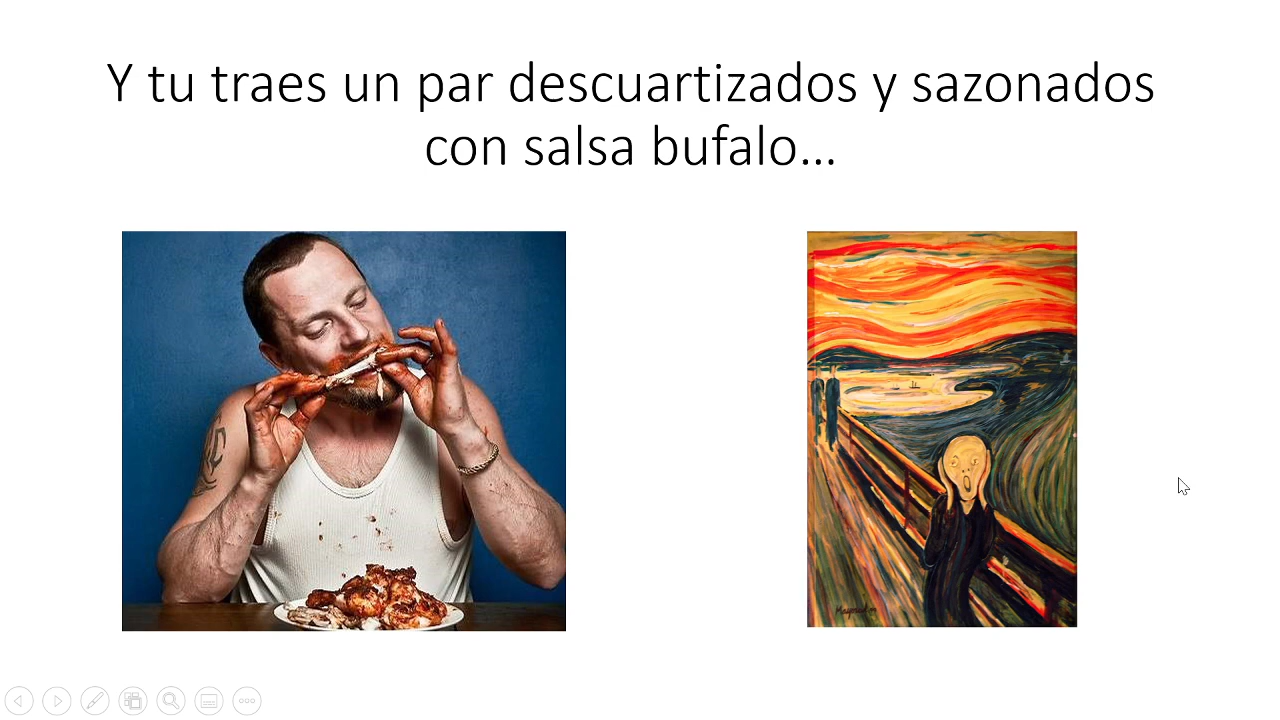 Y tu traes un par descuartizados y sazonados
con salsa bufalo...